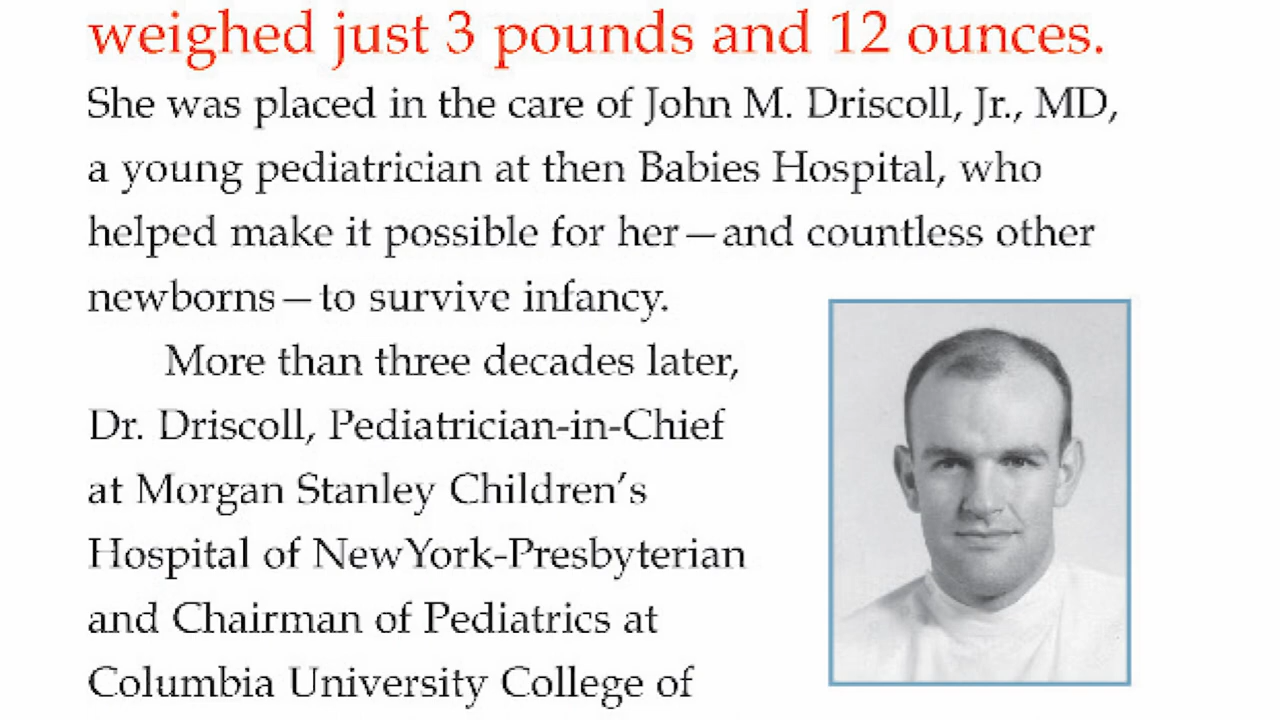 weighed just 3 pounds and 12 ounces.
She was placed in the care of John M. Driscoll, Jr., MD,
a young pediatrician at then Babies Hospital, who
helped make it possible for her—and countless other
newborns—to survive infancy.
More than three decades later,
Dr. Driscoll, Pediatrician-in-Chief
at Morgan Stanley Children’s
Hospital of NewYork-Presbyterian
and Chairman of Pediatrics at
Columbia University College of